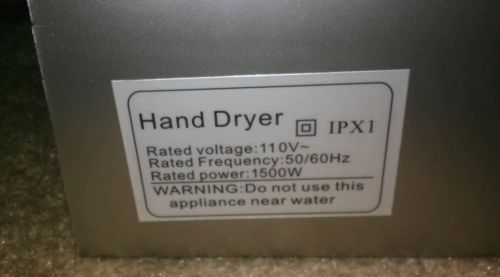 Hand Dryer IPX1
Rated voltage:110V~
Rated Frequency:50/60Hz
Rated power:1500W
WARNING:Do not use this
appliance near water